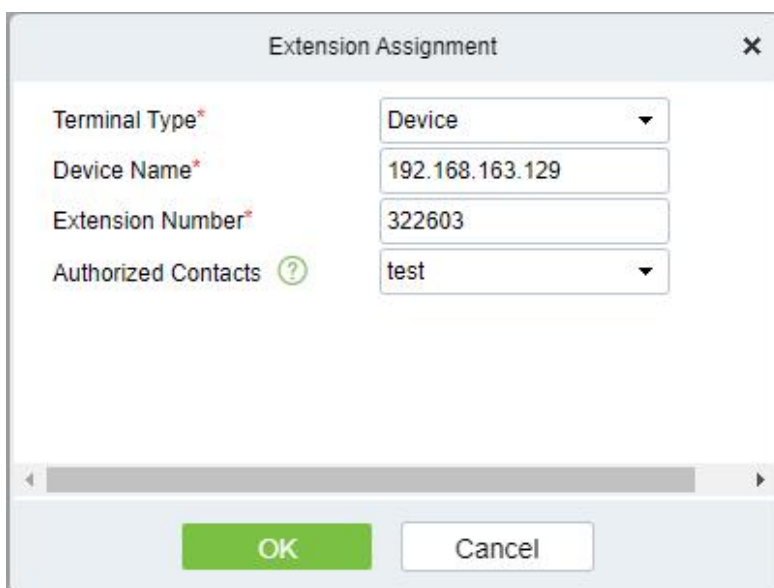 Extension Assignment
Terminal Type* Device
Device Name* 192.168.163.129
Extension Number* 322603
Authorized Contacts ? test
OK Cancel